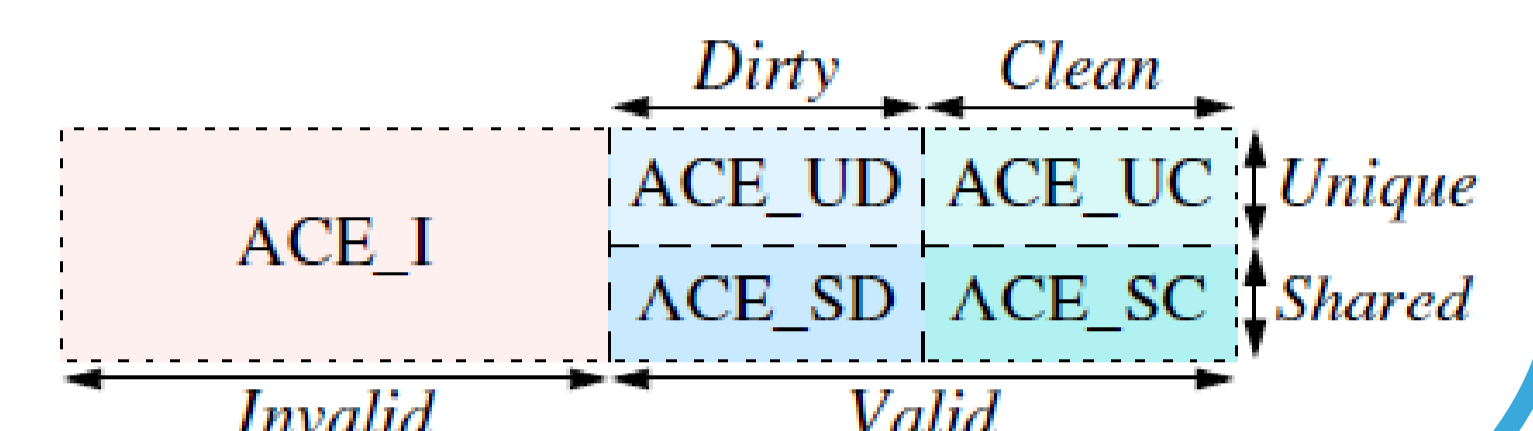 Dirty Clean
ACE_UD ACE_UC Unique
ACE_I
ACE_SD ACE_SC Shared
Invalid Valid